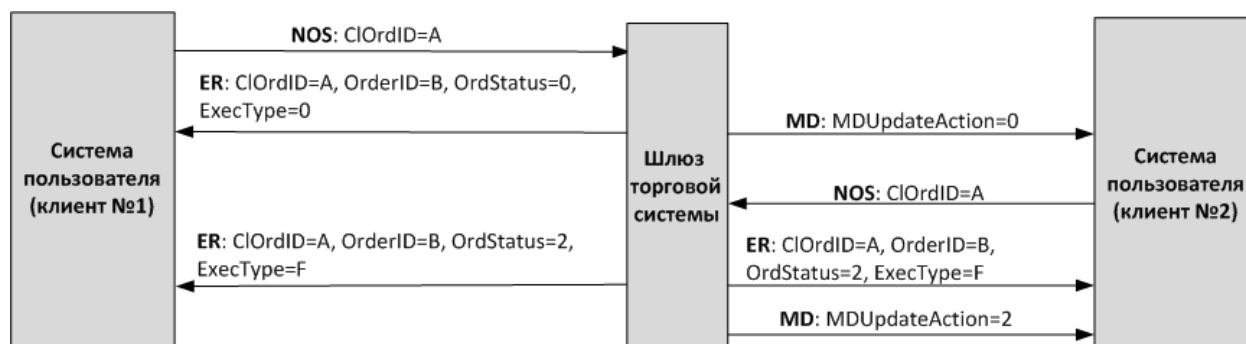 NOS: ClOrdID=A
ER: ClOrdID=A, OrderID=B, OrdStatus=0,
ExecType=0
MD: MDUpdateAction=0
Система
пользователя
(клиент №1)
Шлюз
торговой
системы
Система
пользователя
(клиент №2)
NOS: ClOrdID=A
ER: ClOrdID=A, OrderID=B, OrdStatus=2,
ExecType=F
ER: ClOrdID=A, OrderID=B,
OrdStatus=2, ExecType=F
MD: MDUpdateAction=2